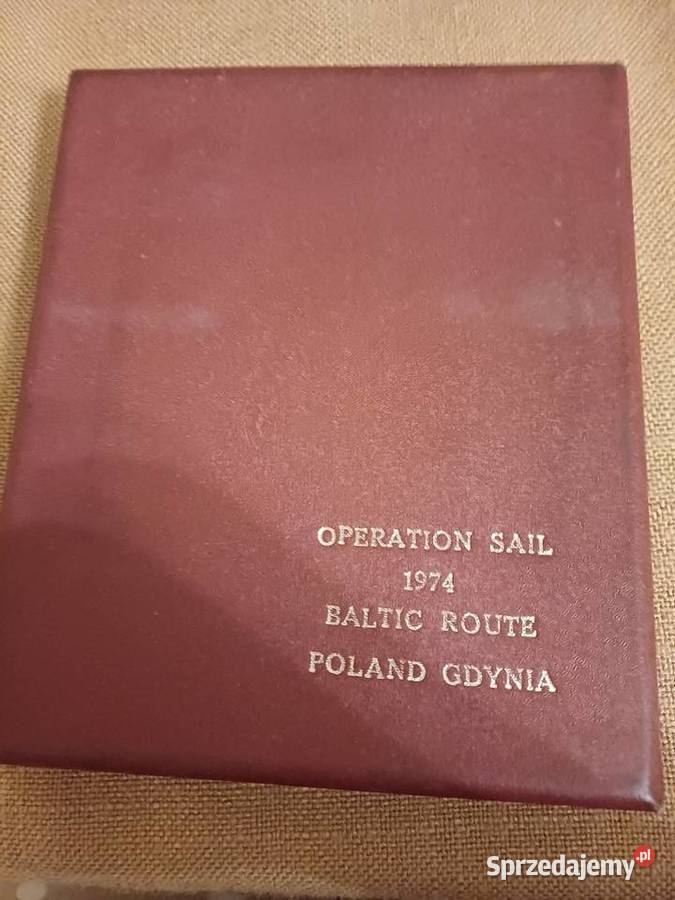 OPERATION SAIL
1974
BALTIC ROUTE
POLAND GDYNIA
Sprzedajemy.pl